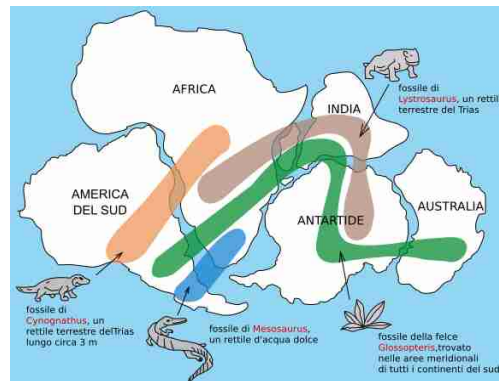 AFRICA
INDIA
fossile di
Lystrosaurus, un rettile
terrestre del Trias
AMERICA
DEL SUD
ANTARTIDE
AUSTRALIA
fossile di
Cynognathus, un
rettile terrestre delTrias
lungo circa 3 m
fossile di Mesosaurus,
un rettile d'acqua dolce
fossile della felce
Glossopteris,trovato
nelle aree meridionali
di tutti i continenti del sud